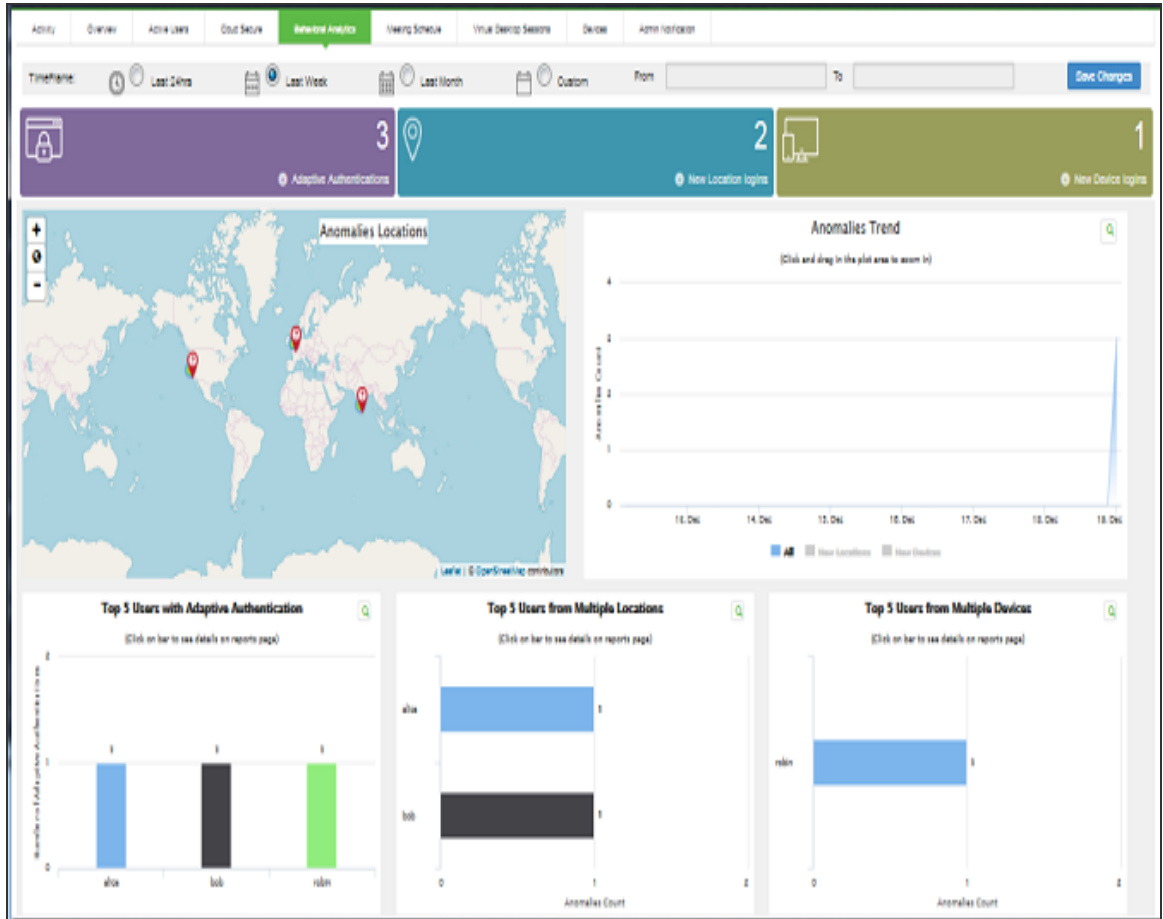 Activity Overview Active Users Cloud Secure Behavioral Analytics Meeting Schedule Virtual Desktop Sessions Devices Admin Notification
Timeframe: Last 24hrs Last Week Last Month Custom From To Save Changes
3 2 1
Adaptive Authentications New Location logins New Device logins
+
-
Anomalies Locations
Leaflet | © OpenStreetMap contributors
Anomalies Trend
(Click and drag in the plot area to zoom in)
4
3
2
1
0
Anomalies Count
13. Dec 14. Dec 15. Dec 16. Dec 17. Dec 18. Dec 19. Dec
All New Locations New Devices
Top 5 Users with Adaptive Authentication
(Click on bar to see details on reports page)
Number of Adaptive Authentications
2
1
0
1 1 1
alice bob robin
Top 5 Users from Multiple Locations
(Click on bar to see details on reports page)
alice 1
bob 1
0 1 2
Anomalies Count
Top 5 Users from Multiple Devices
(Click on bar to see details on reports page)
robin 1
0 1 2
Anomalies Count